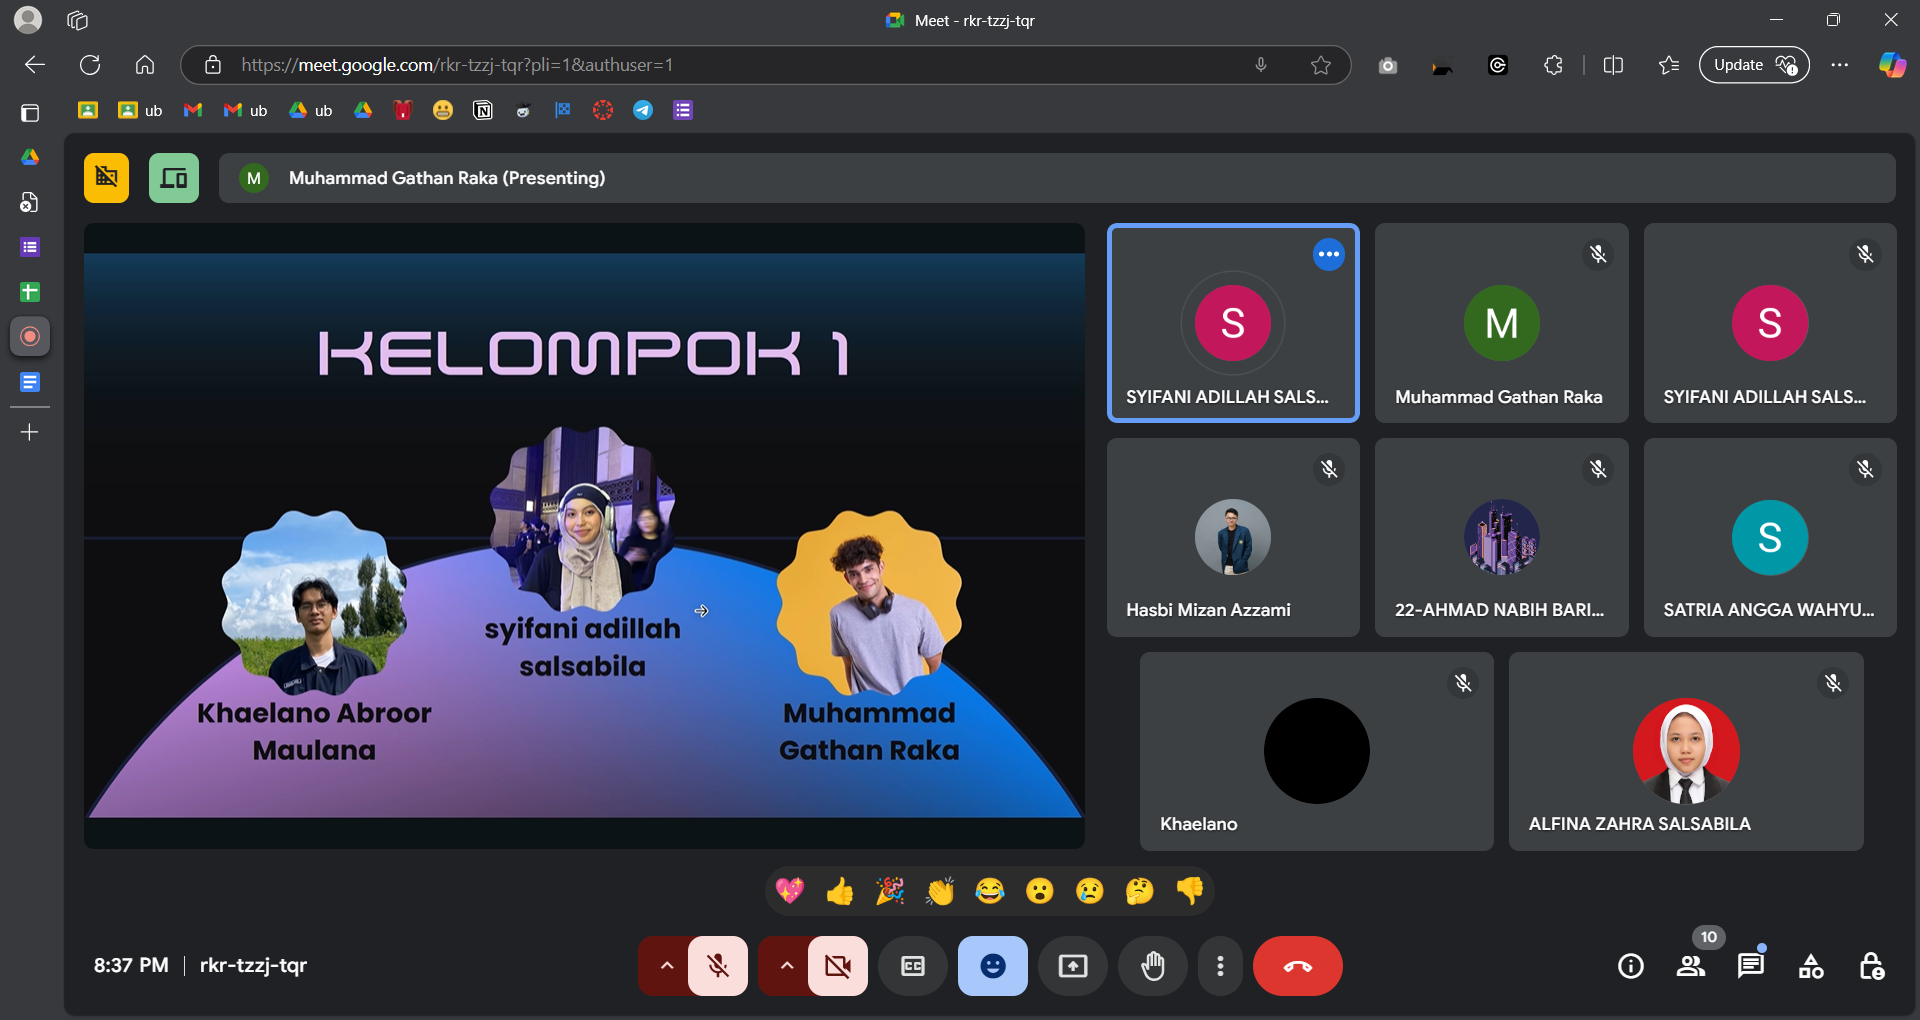 Meet - rkr-tzzj-tqr
https://meet.google.com/rkr-tzzj-tqr?pli=1&authuser=1
Update
ub
ub
ub
M
Muhammad Gathan Raka (Presenting)
KELOMPOK 1
syifani adillah
salsabila
Khaelano Abroor
Maulana
Muhammad
Gathan Raka
S
SYIFANI ADILLAH SALS...
M
Muhammad Gathan Raka
S
SYIFANI ADILLAH SALS...
Hasbi Mizan Azzami
22-AHMAD NABIH BARI...
S
SATRIA ANGGA WAHYU...
Khaelano
ALFINA ZAHRA SALSABILA
8:37 PM | rkr-tzzj-tqr
CC
10